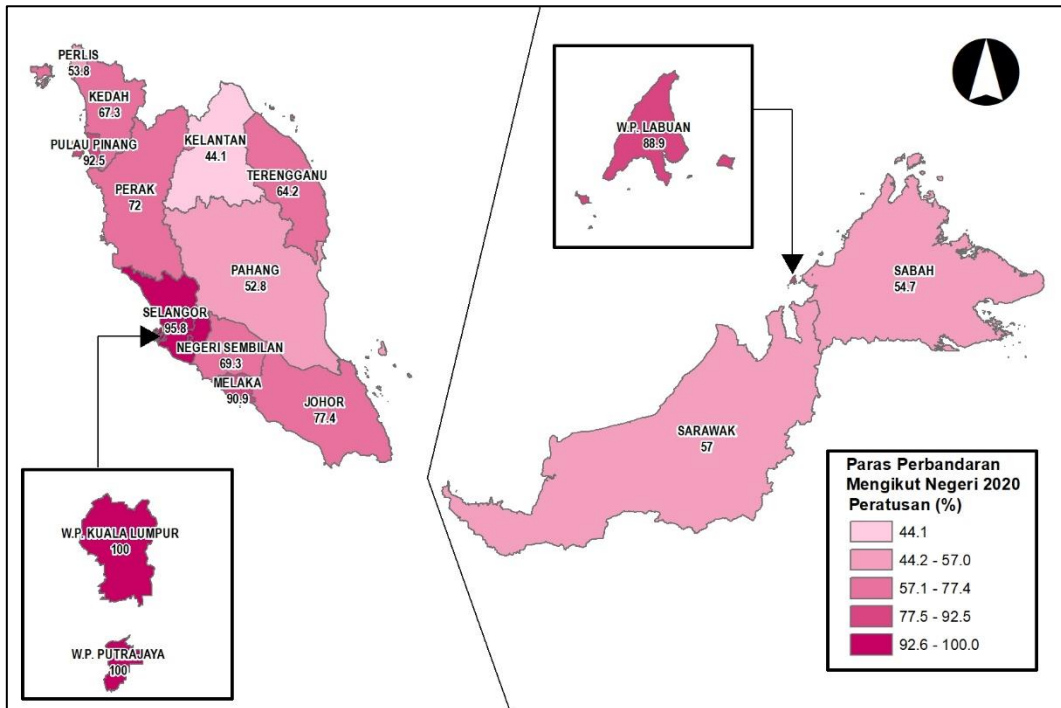 PERLIS
53.8
KEDAH
67.3
PULAU PINANG
92.5
KELANTAN
44.1
TERENGGANU
64.2
PERAK
72
PAHANG
52.8
SELANGOR
95.8
NEGERI SEMBILAN
69.3
MELAKA
90.9
JOHOR
77.4
W.P. KUALA LUMPUR
100
W.P. PUTRAJAYA
100
W.P. LABUAN
88.9
SABAH
54.7
SARAWAK
57
Paras Perbandaran
Mengikut Negeri 2020
Peratusan (%)
44.1
44.2 - 57.0
57.1 - 77.4
77.5 - 92.5
92.6 - 100.0